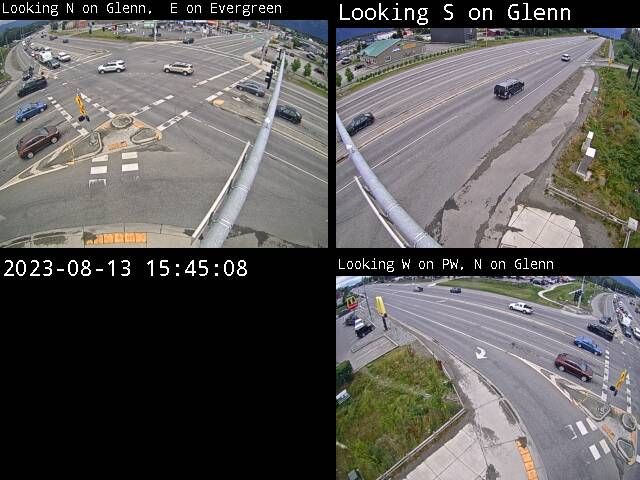 Looking N on Glenn, E on Evergreen
Looking S on Glenn
2023-08-13 15:45:08
Looking W on PW, N on Glenn